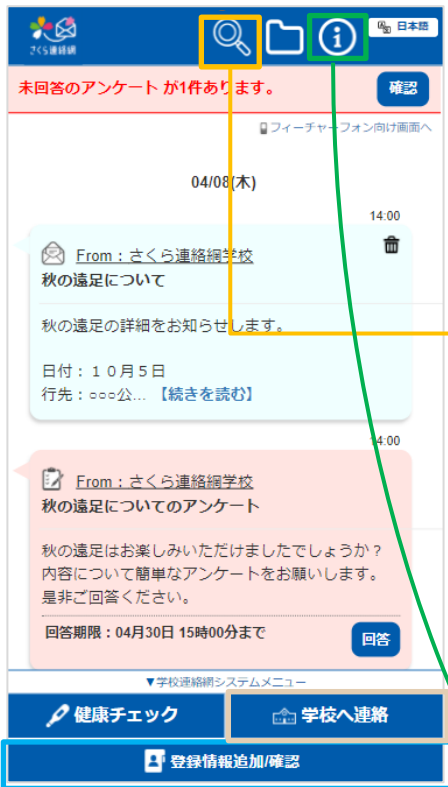 さくら連絡網
日本語
未回答のアンケート が1件あります。
確認
フィーチャーフォン向け画面へ
04/08(木)
14:00
From：さくら連絡網学校
秋の遠足について
秋の遠足の詳細をお知らせします。
日付：１０月５日
行先：○○○公... 【続きを読む】
14:00
From：さくら連絡網学校
秋の遠足についてのアンケート
秋の遠足はお楽しみいただけましたでしょうか？
内容について簡単なアンケートをお願いします。
是非ご回答ください。
回答期限：04月30日 15時00分まで
回答
▼学校連絡網システムメニュー
健康チェック
学校へ連絡
登録情報追加/確認